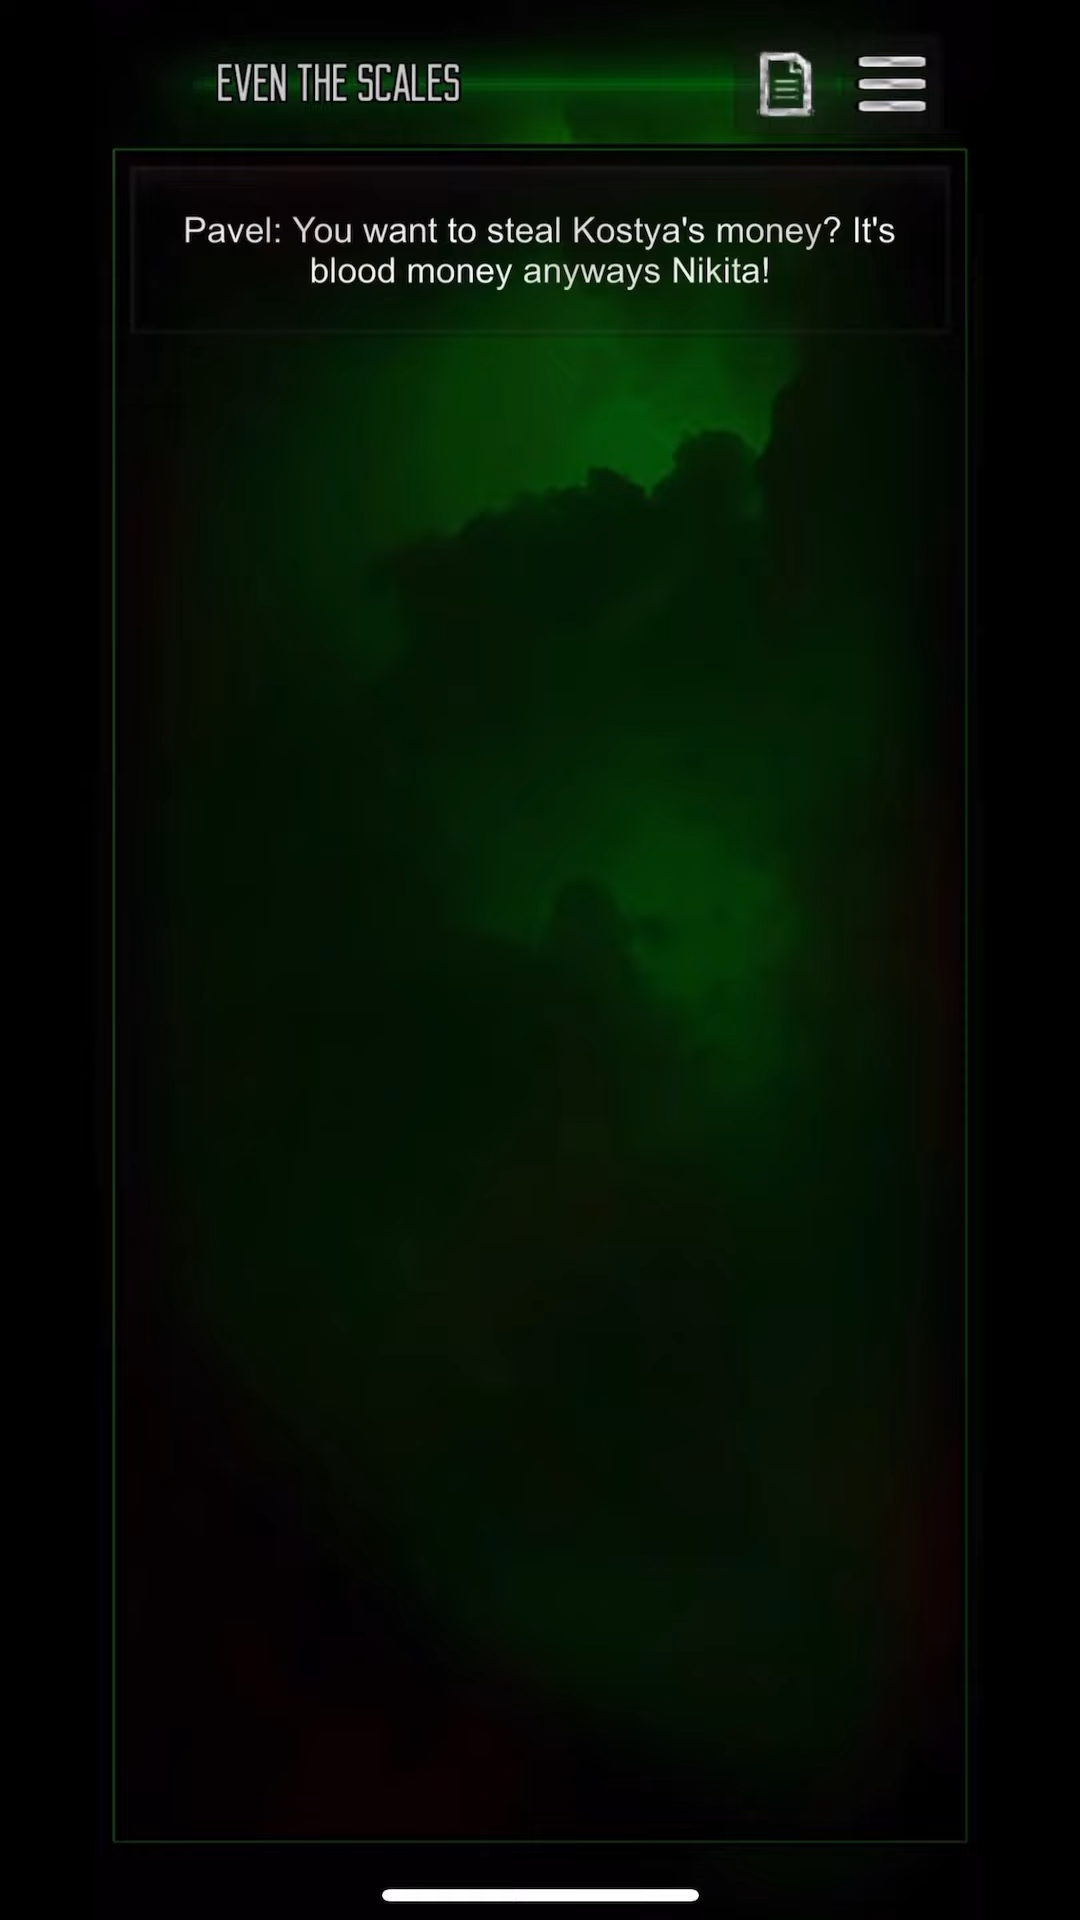 EVEN THE SCALES
Pavel: You want to steal Kostya's money? It's
blood money anyways Nikita!